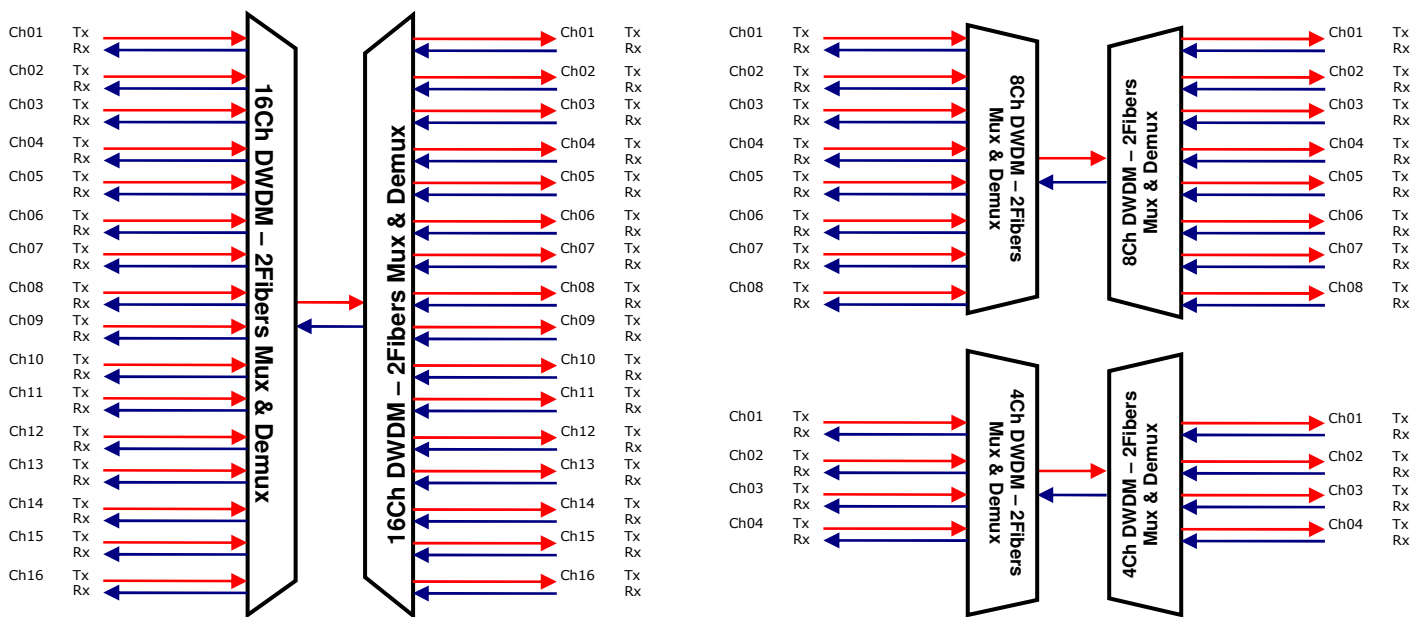 Ch01 Tx
Rx
Ch02 Tx
Rx
Ch03 Tx
Rx
Ch04 Tx
Rx
Ch05 Tx
Rx
Ch06 Tx
Rx
Ch07 Tx
Rx
Ch08 Tx
Rx
Ch09 Tx
Rx
Ch10 Tx
Rx
Ch11 Tx
Rx
Ch12 Tx
Rx
Ch13 Tx
Rx
Ch14 Tx
Rx
Ch15 Tx
Rx
Ch16 Tx
Rx
16Ch DWDM – 2Fibers Mux & Demux
16Ch DWDM – 2Fibers Mux & Demux
Ch01 Tx
Rx
Ch02 Tx
Rx
Ch03 Tx
Rx
Ch04 Tx
Rx
Ch05 Tx
Rx
Ch06 Tx
Rx
Ch07 Tx
Rx
Ch08 Tx
Rx
Ch09 Tx
Rx
Ch10 Tx
Rx
Ch11 Tx
Rx
Ch12 Tx
Rx
Ch13 Tx
Rx
Ch14 Tx
Rx
Ch15 Tx
Rx
Ch16 Tx
Rx
Ch01 Tx
Rx
Ch02 Tx
Rx
Ch03 Tx
Rx
Ch04 Tx
Rx
Ch05 Tx
Rx
Ch06 Tx
Rx
Ch07 Tx
Rx
Ch08 Tx
Rx
8Ch DWDM – 2Fibers
Mux & Demux
8Ch DWDM – 2Fibers
Mux & Demux
Ch01 Tx
Rx
Ch02 Tx
Rx
Ch03 Tx
Rx
Ch04 Tx
Rx
Ch05 Tx
Rx
Ch06 Tx
Rx
Ch07 Tx
Rx
Ch08 Tx
Rx
Ch01 Tx
Rx
Ch02 Tx
Rx
Ch03 Tx
Rx
Ch04 Tx
Rx
4Ch DWDM – 2Fibers
Mux & Demux
4Ch DWDM – 2Fibers
Mux & Demux
Ch01 Tx
Rx
Ch02 Tx
Rx
Ch03 Tx
Rx
Ch04 Tx
Rx